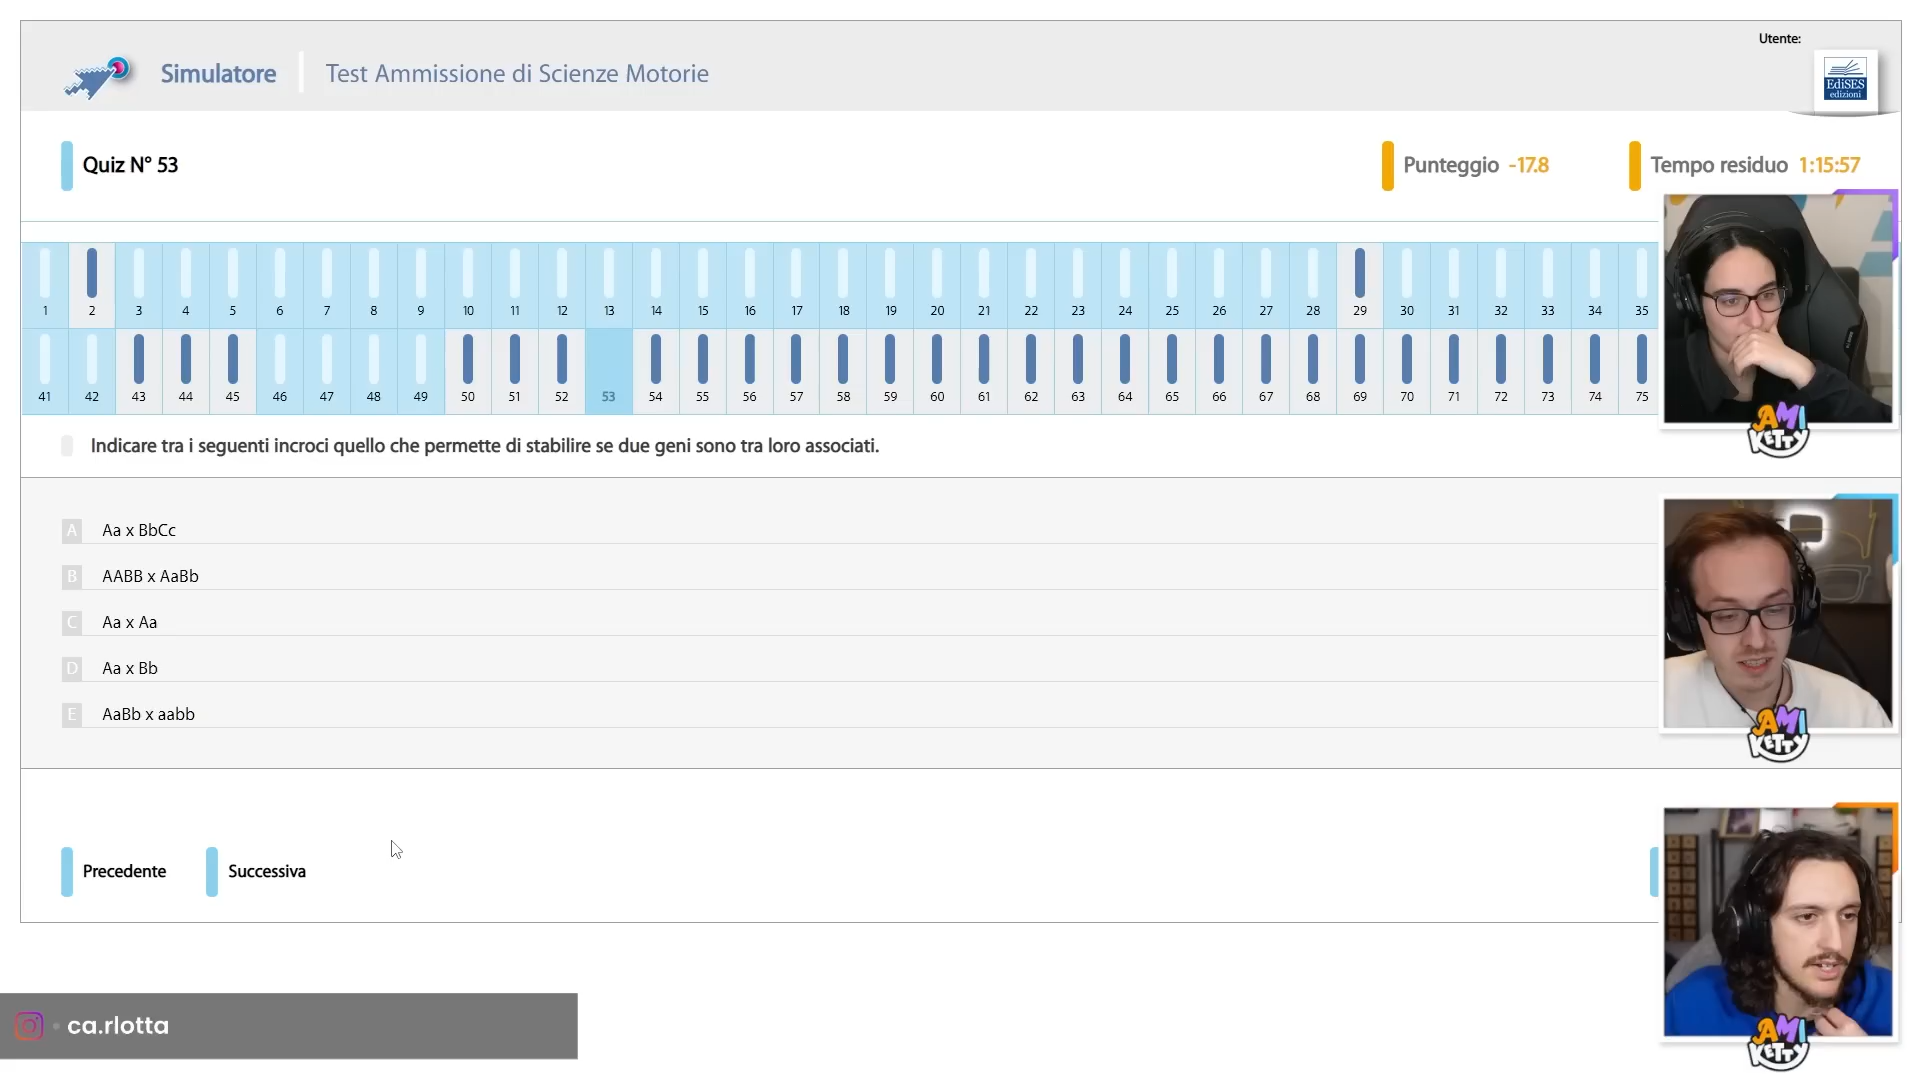 Utente:
Simulatore
Test Ammissione di Scienze Motorie
EdiSES
edizioni
Quiz N° 53
Punteggio -17.8
Tempo residuo 1:15:57
1 2 3 4 5 6 7 8 9 10 11 12 13 14 15 16 17 18 19 20 21 22 23 24 25 26 27 28 29 30 31 32 33 34 35
41 42 43 44 45 46 47 48 49 50 51 52 53 54 55 56 57 58 59 60 61 62 63 64 65 66 67 68 69 70 71 72 73 74 75
Indicare tra i seguenti incroci quello che permette di stabilire se due geni sono tra loro associati.
A Aa x BbCc
B AABB x AaBb
C Aa x Aa
D Aa x Bb
E AaBb x aabb
Precedente
Successiva
AMI
KETTY
AMI
KETTY
AMI
KETTY
ca.rlotta